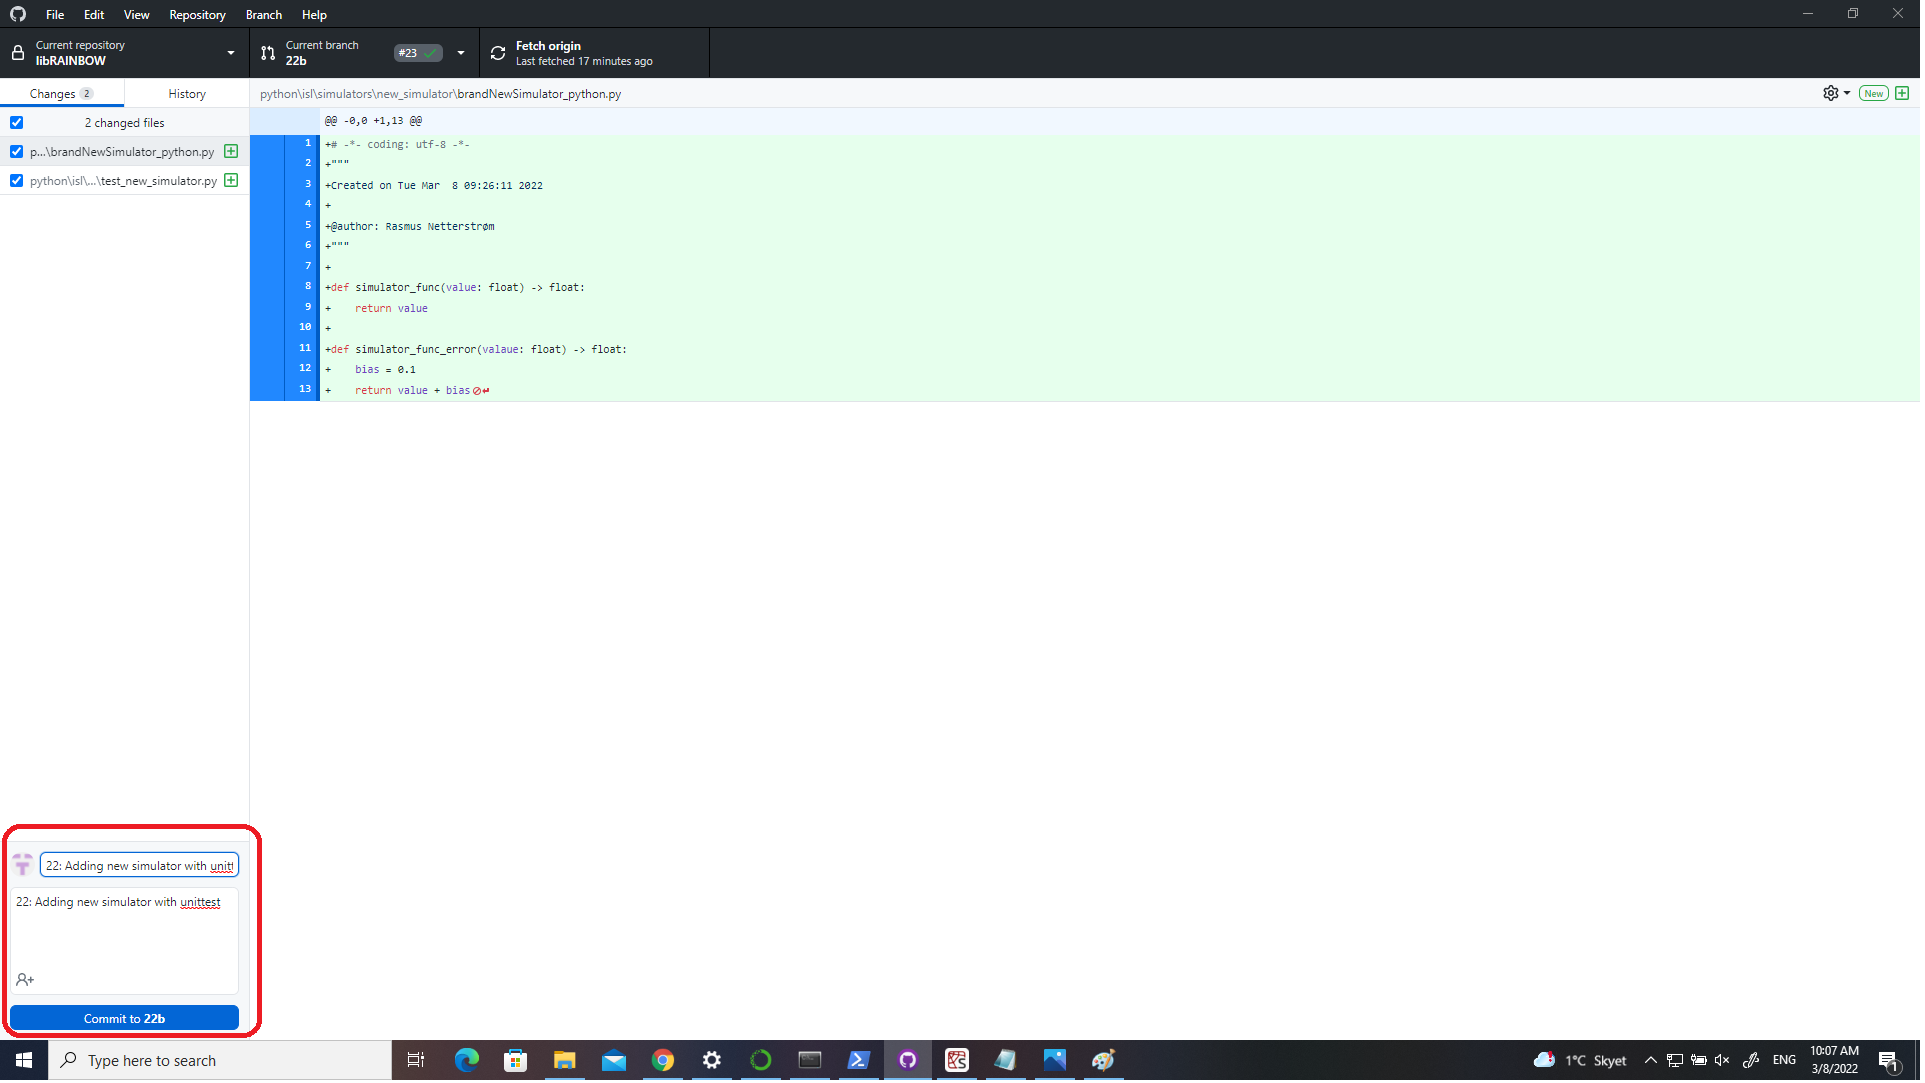 File Edit View Repository Branch Help
Current repository
libRAINBOW
Current branch
22b
#23
Fetch origin
Last fetched 17 minutes ago
Changes 2
History
python\isl\simulators\new_simulator\brandNewSimulator_python.py
New
2 changed files
p...\brandNewSimulator_python.py
python\isl\...\test_new_simulator.py
@@ -0,0 +1,13 @@
1 +# -*- coding: utf-8 -*-
2 +"""
3 +Created on Tue Mar  8 09:26:11 2022
4 +
5 +@author: Rasmus Netterstrøm
6 +"""
7 +
8 +def simulator_func(value: float) -> float:
9 +    return value
10 +
11 +def simulator_func_error(valaue: float) -> float:
12 +    bias = 0.1
13 +    return value + bias
22: Adding new simulator with unitt
22: Adding new simulator with unittest
Commit to 22b
Type here to search
1°C Skyet
ENG
10:07 AM
3/8/2022
1